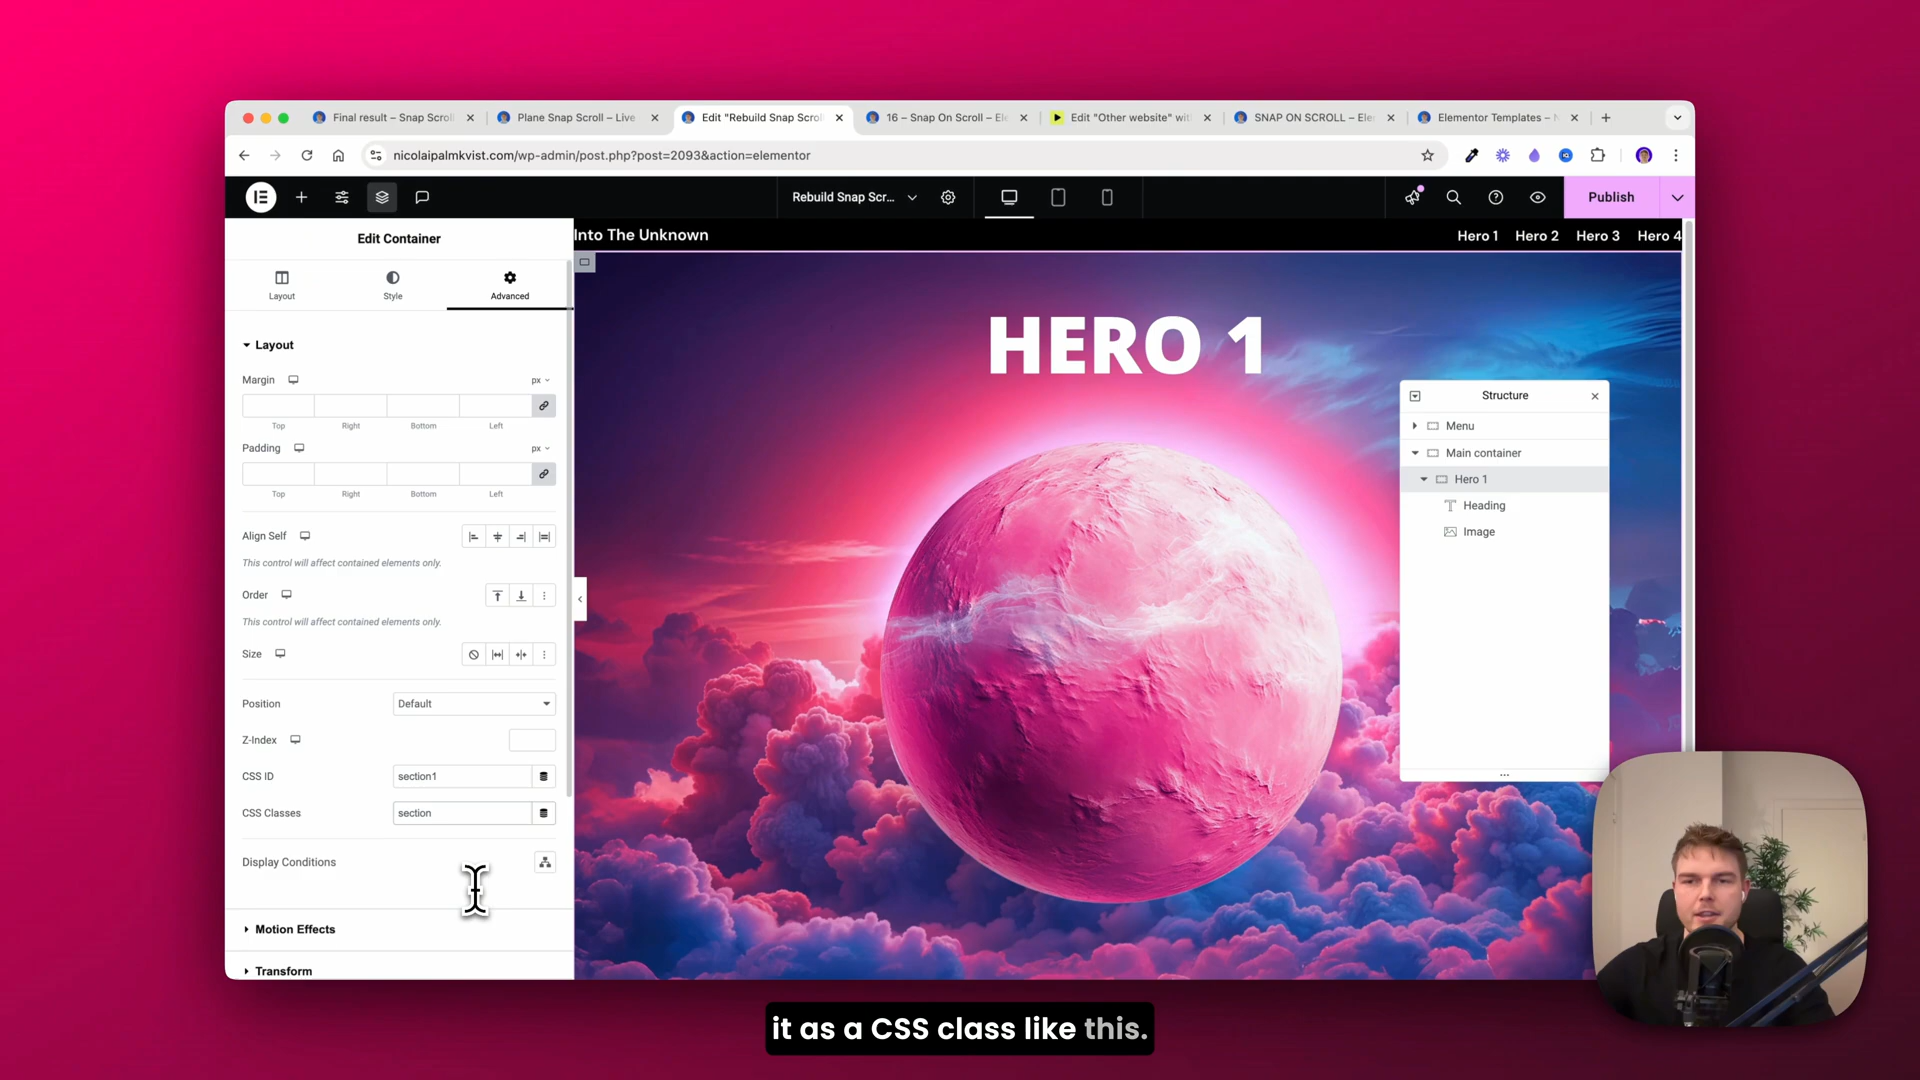 Final result – Snap Scroll
Plane Snap Scroll – Live
Edit "Rebuild Snap Scroll
16 – Snap On Scroll – Ele
Edit "Other website" wit
SNAP ON SCROLL – Ele
Elementor Templates – N
nicolaipalmkvist.com/wp-admin/post.php?post=2093&action=elementor
Rebuild Snap Scr...
Publish
Edit Container
Layout
Style
Advanced
Layout
Margin
px
Top
Right
Bottom
Left
Padding
px
Top
Right
Bottom
Left
Align Self
This control will affect contained elements only.
Order
This control will affect contained elements only.
Size
Position
Default
Z-Index
CSS ID
section1
CSS Classes
section
Display Conditions
Motion Effects
Transform
Into The Unknown
Hero 1
Hero 2
Hero 3
Hero 4
HERO 1
Structure
Menu
Main container
Hero 1
Heading
Image
it as a CSS class like this.